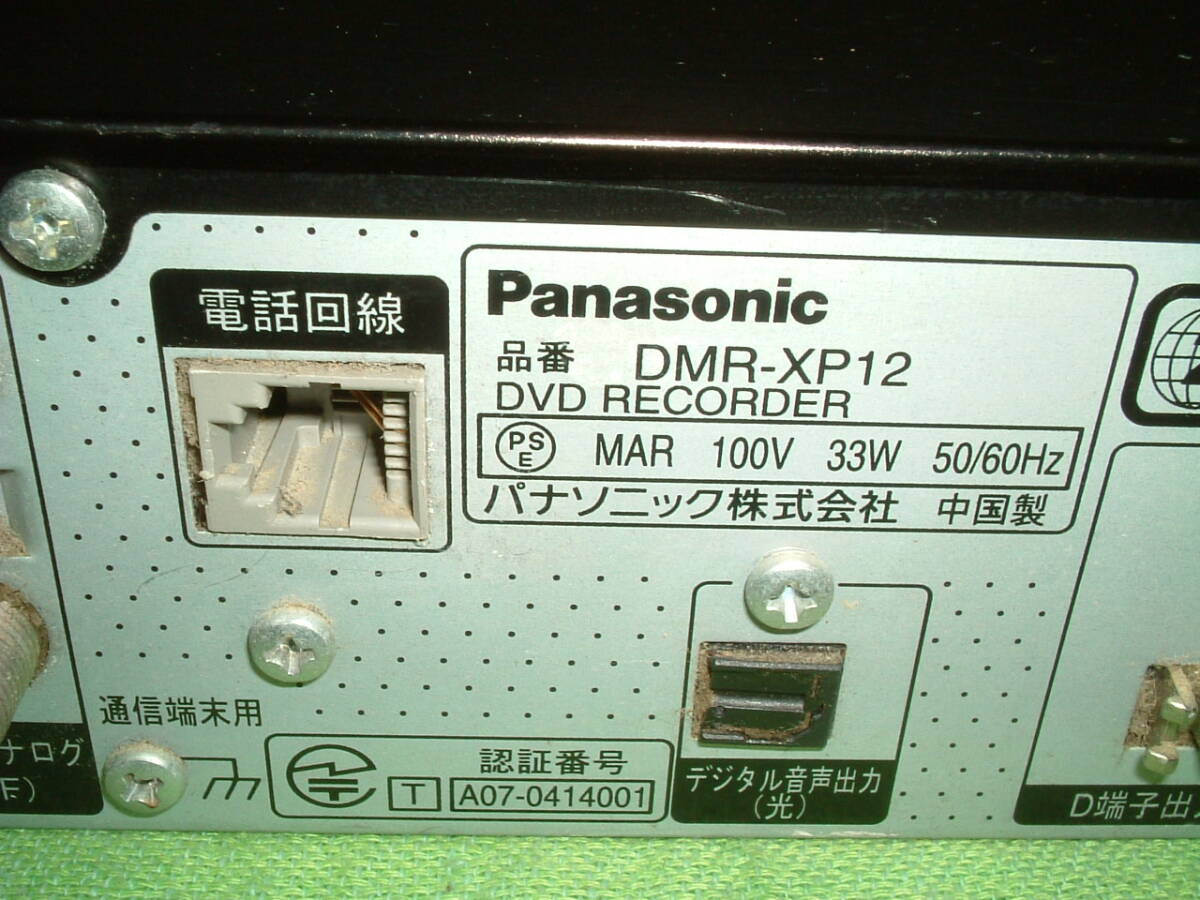 電話回線
Panasonic
品番 DMR-XP12
DVD RECORDER
PS
E
MAR 100V 33W 50/60Hz
パナソニック株式会社 中国製
通信端末用
ナログ
認証番号
T A07-0414001
デジタル音声出力
(光)
D端子出